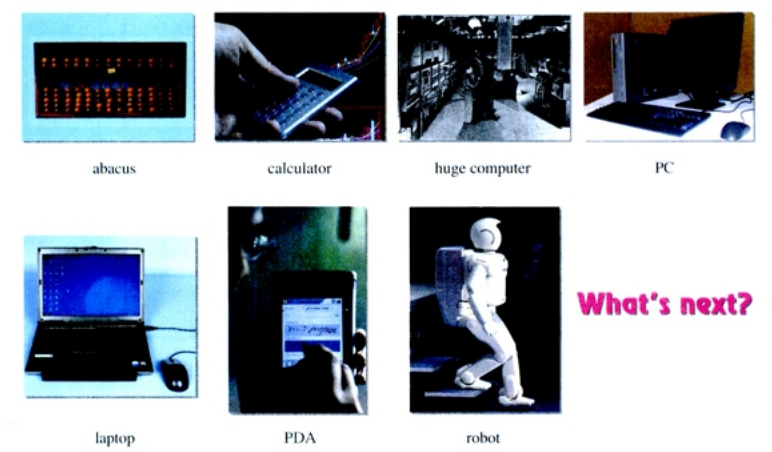 abacus
calculator
huge computer
PC
laptop
PDA
robot
What's next?